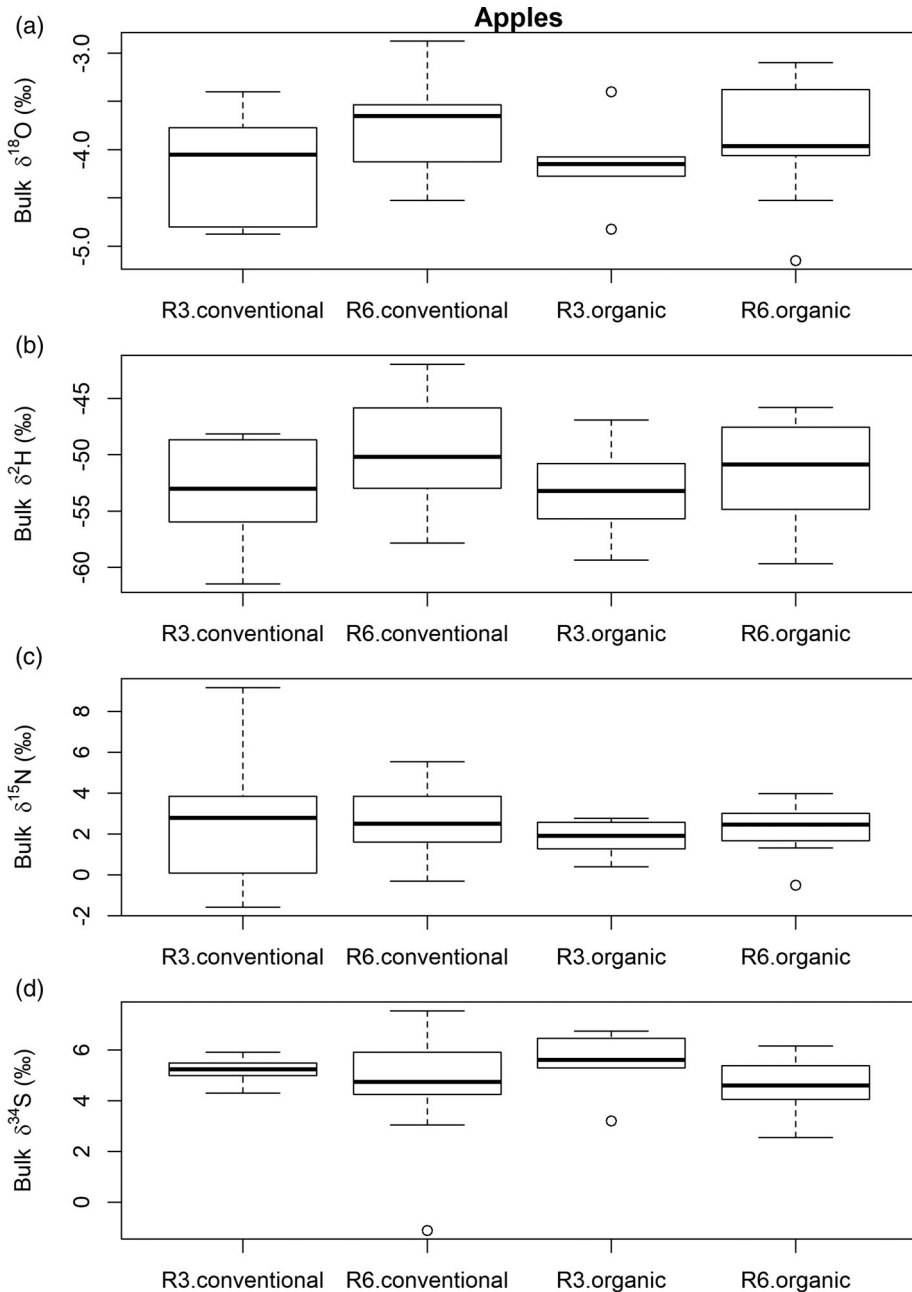 Apples
(a)
Bulk δ¹⁸O (‰)
-3.0
-4.0
-5.0
R3.conventional R6.conventional R3.organic R6.organic
(b)
Bulk δ²H (‰)
-45
-50
-55
-60
R3.conventional R6.conventional R3.organic R6.organic
(c)
Bulk δ¹⁵N (‰)
8
6
4
2
0
-2
R3.conventional R6.conventional R3.organic R6.organic
(d)
Bulk δ³⁴S (‰)
6
4
2
0
R3.conventional R6.conventional R3.organic R6.organic